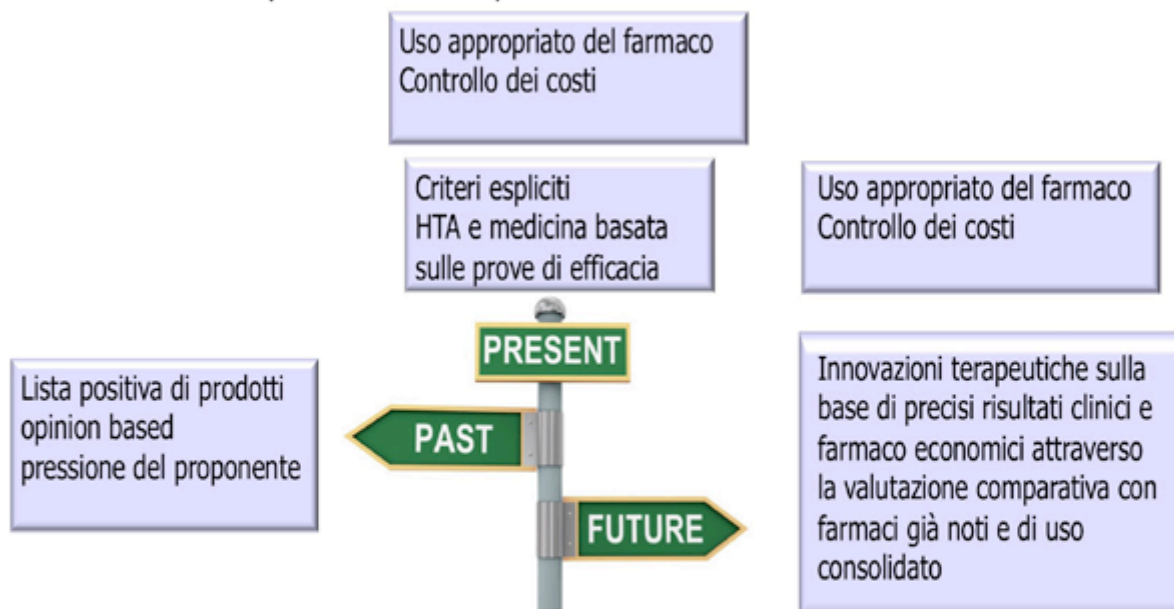 Uso appropriato del farmaco
Controllo dei costi
Criteri espliciti
HTA e medicina basata
sulle prove di efficacia
Uso appropriato del farmaco
Controllo dei costi
PRESENT
Lista positiva di prodotti
opinion based
pressione del proponente
PAST
FUTURE
Innovazioni terapeutiche sulla
base di precisi risultati clinici e
farmaco economici attraverso
la valutazione comparativa con
farmaci già noti e di uso
consolidato